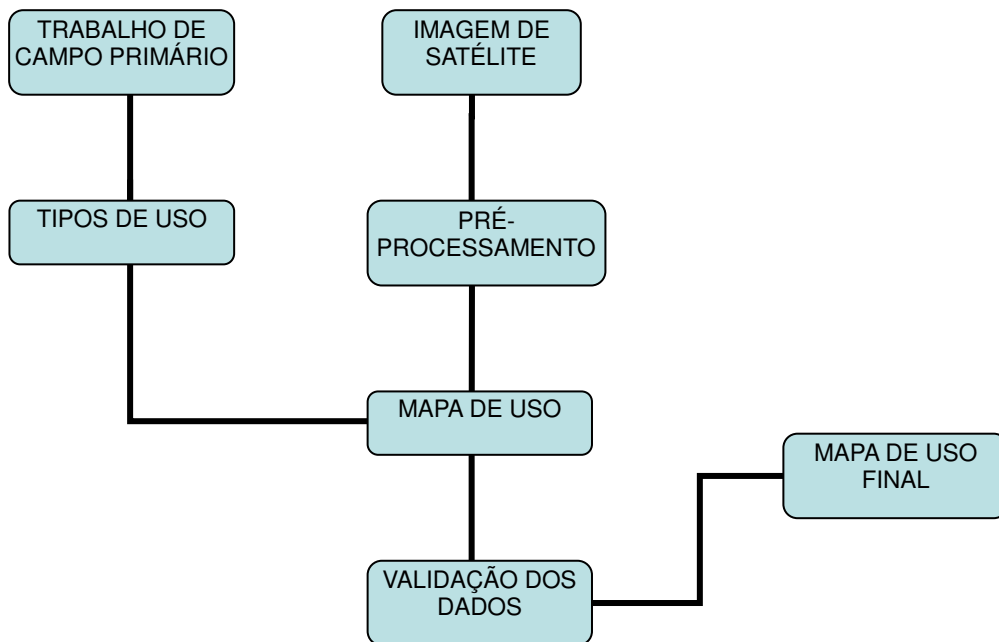 TRABALHO DE
CAMPO PRIMÁRIO
IMAGEM DE
SATÉLITE
TIPOS DE USO
PRÉ-
PROCESSAMENTO
MAPA DE USO
MAPA DE USO
FINAL
VALIDAÇÃO DOS
DADOS